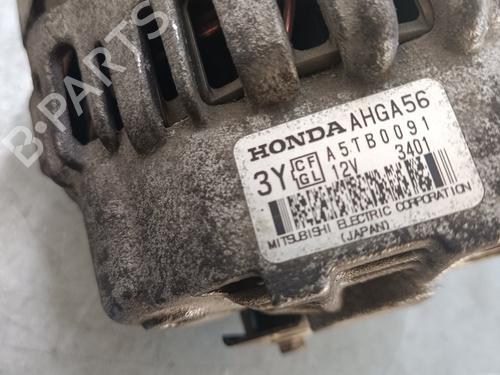 B-PARTS
HONDA AHGA56
3Y CF GL A5TB0091
12V 3401
MITSUBISHI ELECTRIC CORPORATION
(JAPAN)